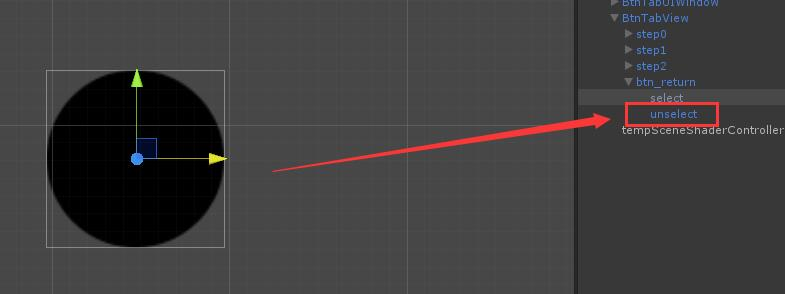 BtnTabUIWindow
BtnTabView
step0
step1
step2
btn_return
select
unselect
tempSceneShaderController